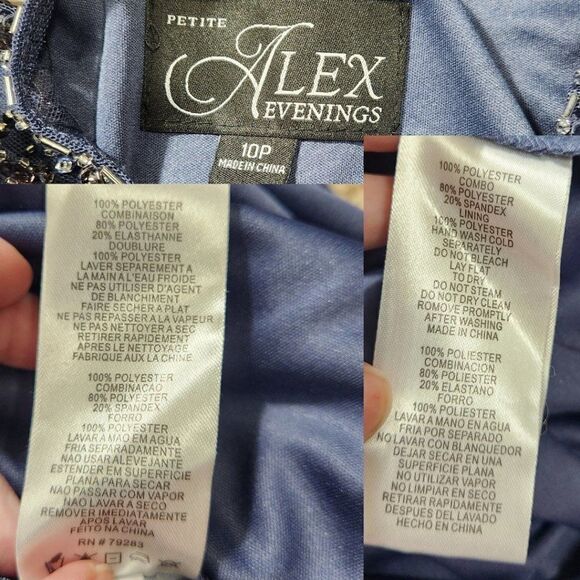 PETITE
ALEX
EVENINGS
10P
MADE IN CHINA
100% POLYESTER
COMBINAISON
80% POLYESTER
20% ELASTHANNE
DOUBLURE
100% POLYESTER
LAVER SEPAREMENT A
LA MAIN A L'EAU FROIDE
NE PAS UTILISER D'AGENT
DE BLANCHIMENT
FAIRE SECHER A PLAT
NE PAS REPASSER A LA VAPEUR
NE PAS NETTOYER A SEC
RETIRER RAPIDEMENT
APRES LE NETTOYAGE
FABRIQUE AUX LA CHINE
100% POLYESTER
COMBINACAO
80% POLYESTER
20% SPANDEX
FORRO
100% POLYESTER
LAVAR A MAO EM AGUA
FRIA SEPARADAMENTE
NAO USAR ALEVEJANTE
ESTENDER EM SUPERFICIE
PLANA PARA SECAR
NAO PASSAR COM VAPOR
NAO LAVAR A SECO
REMOVER IMEDIATAMENTE
APOS LAVAR
FEITO NA CHINA
RN # 79283
100% POLYESTER
COMBO
80% POLYESTER
20% SPANDEX
LINING
100% POLYESTER
HAND WASH COLD
SEPARATELY
DO NOT BLEACH
LAY FLAT
TO DRY
DO NOT STEAM
DO NOT DRY CLEAN
REMOVE PROMPTLY
AFTER WASHING
MADE IN CHINA
100% POLIESTER
COMBINACION
80% POLIESTER
20% ELASTANO
FORRO
100% POLIESTER
LAVAR A MANO EN AGUA
FRIA POR SEPARADO
NO LAVAR CON BLANQUEADOR
DEJAR SECAR EN UNA
SUPERFICIE PLANA
NO UTILIZAR VAPOR
NO LIMPIAR EN SECO
RETIRAR RAPIDAMENTE
DESPUES DEL LAVADO
HECHO EN CHINA